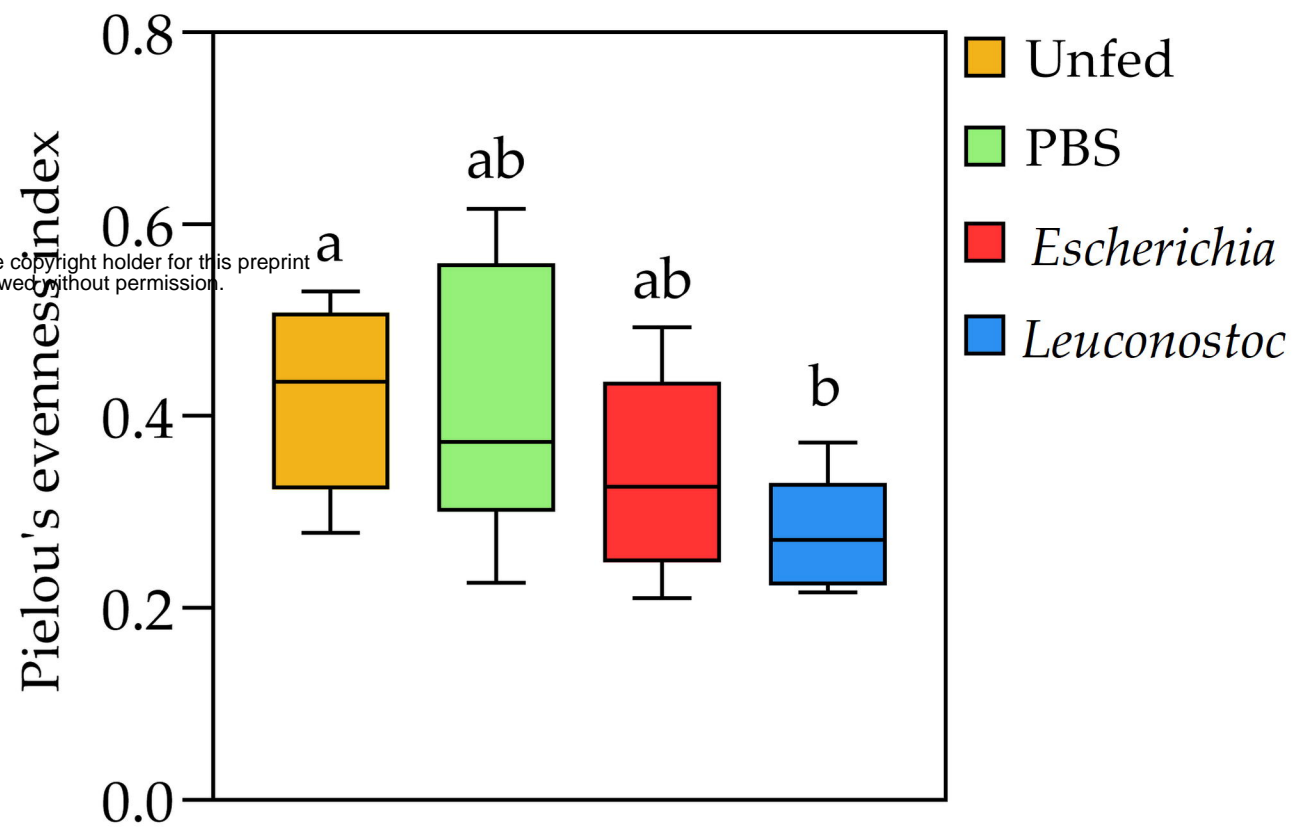 0.8
0.6
0.4
0.2
0.0
Pielou's evenness index
e copyright holder for this preprint
wed without permission.
a
ab
ab
b
Unfed
PBS
Escherichia
Leuconostoc